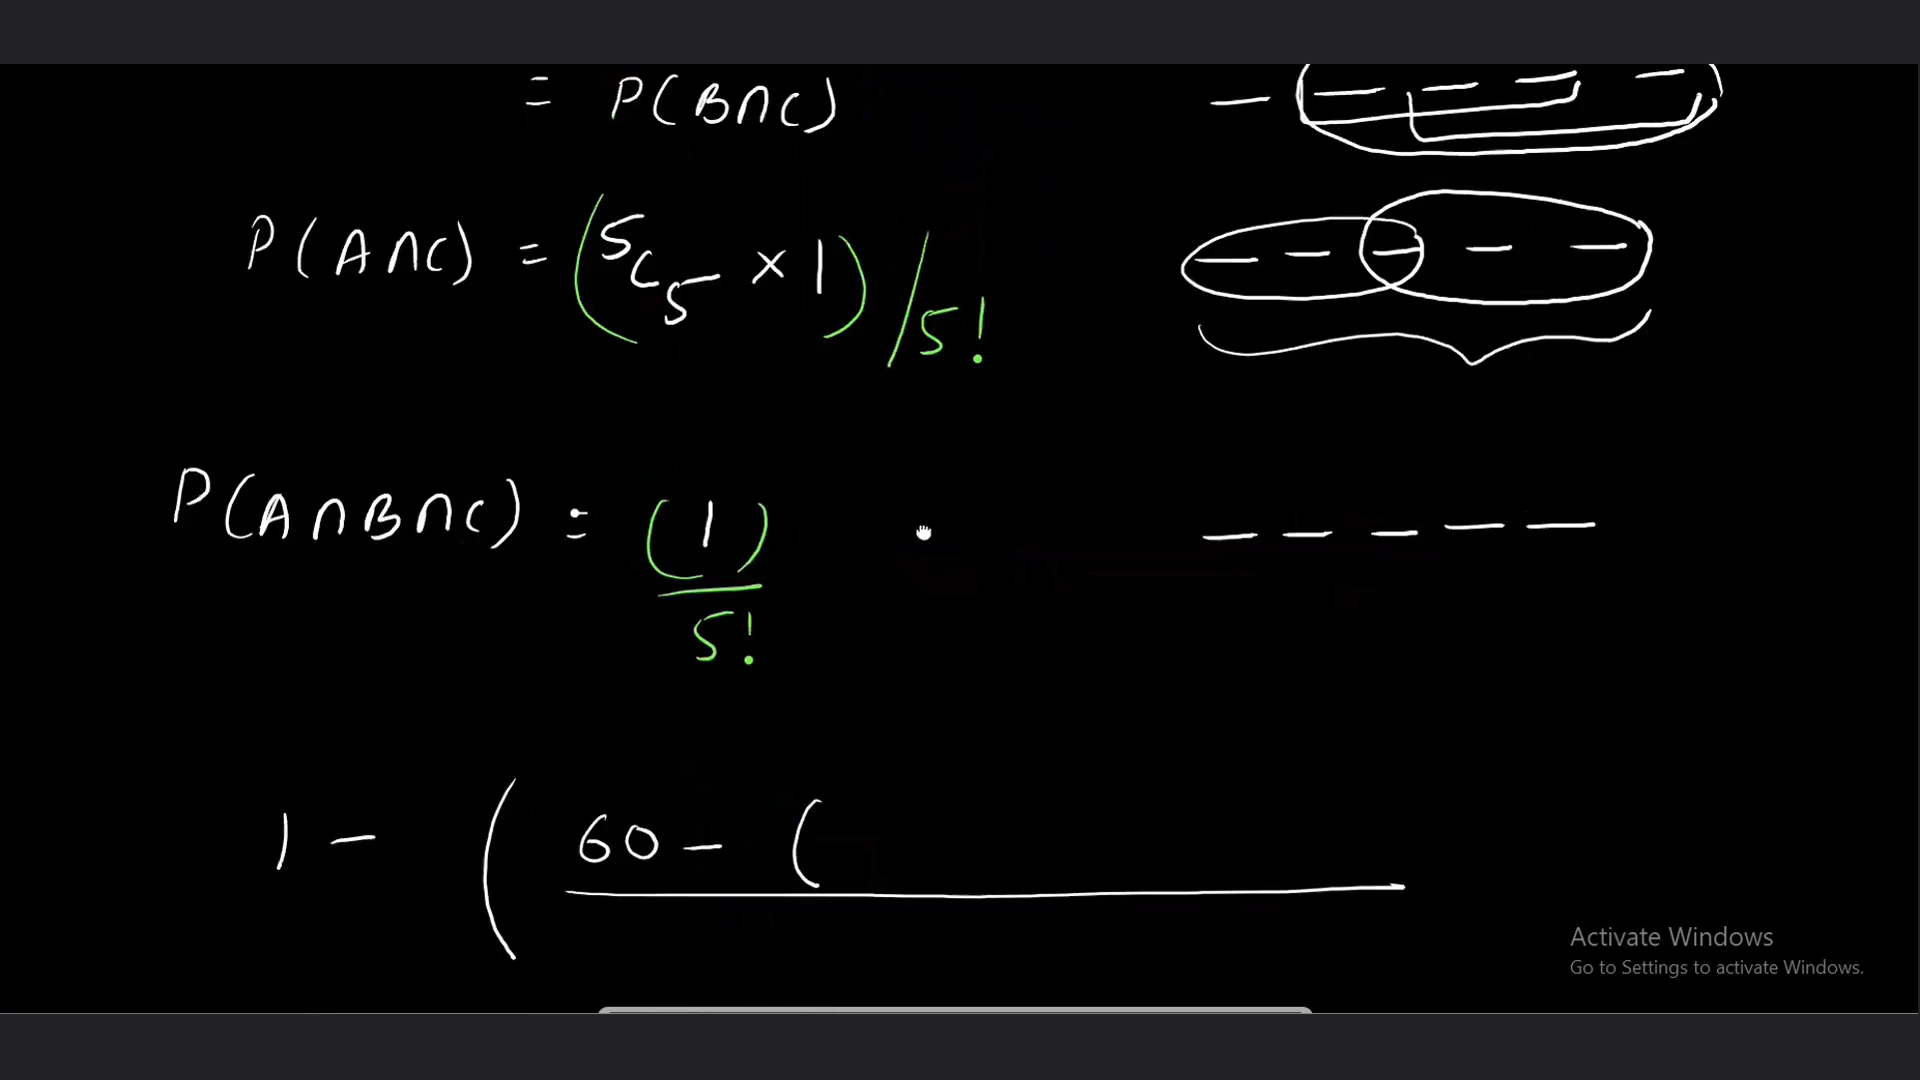 = P(B∩C)
P(A∩C) = (⁵C₅ × 1) / 5!
P(A∩B∩C) = (1)
5!
1 - ( 60 - (
Activate Windows
Go to Settings to activate Windows.